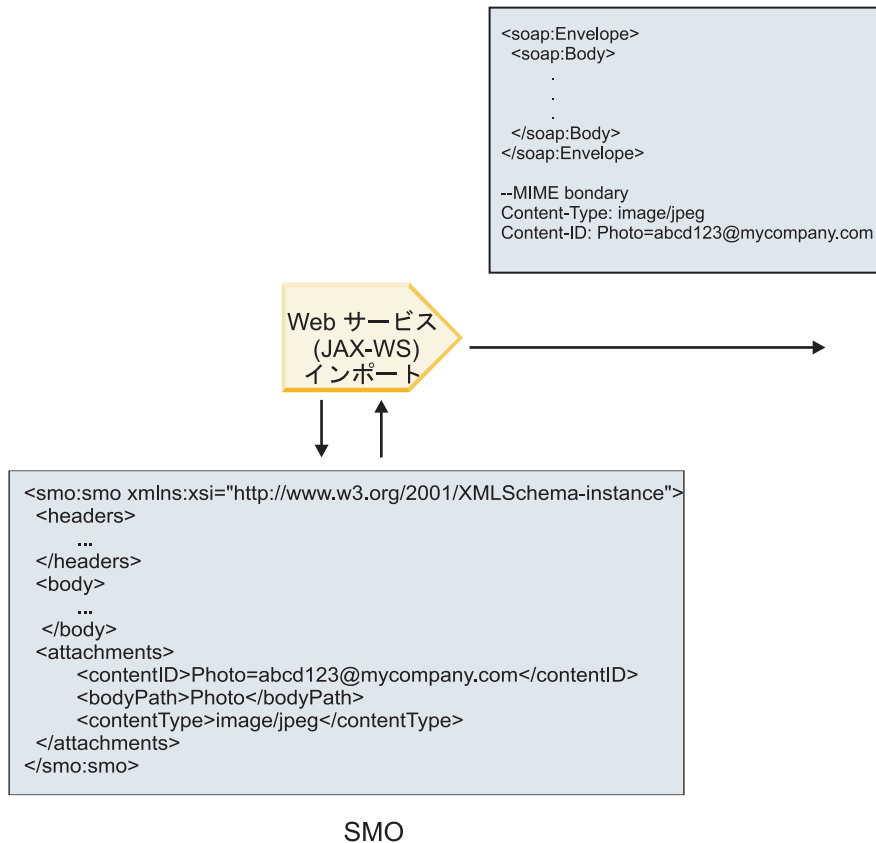 <soap:Envelope>
<soap:Body>
.
.
.
</soap:Body>
</soap:Envelope>
--MIME bondary
Content-Type: image/jpeg
Content-ID: Photo=abcd123@mycompany.com
Web サービス
(JAX-WS)
インポート
<smo:smo xmlns:xsi="http://www.w3.org/2001/XMLSchema-instance">
<headers>
...
</headers>
<body>
...
</body>
<attachments>
<contentID>Photo=abcd123@mycompany.com</contentID>
<bodyPath>Photo</bodyPath>
<contentType>image/jpeg</contentType>
</attachments>
</smo:smo>
SMO